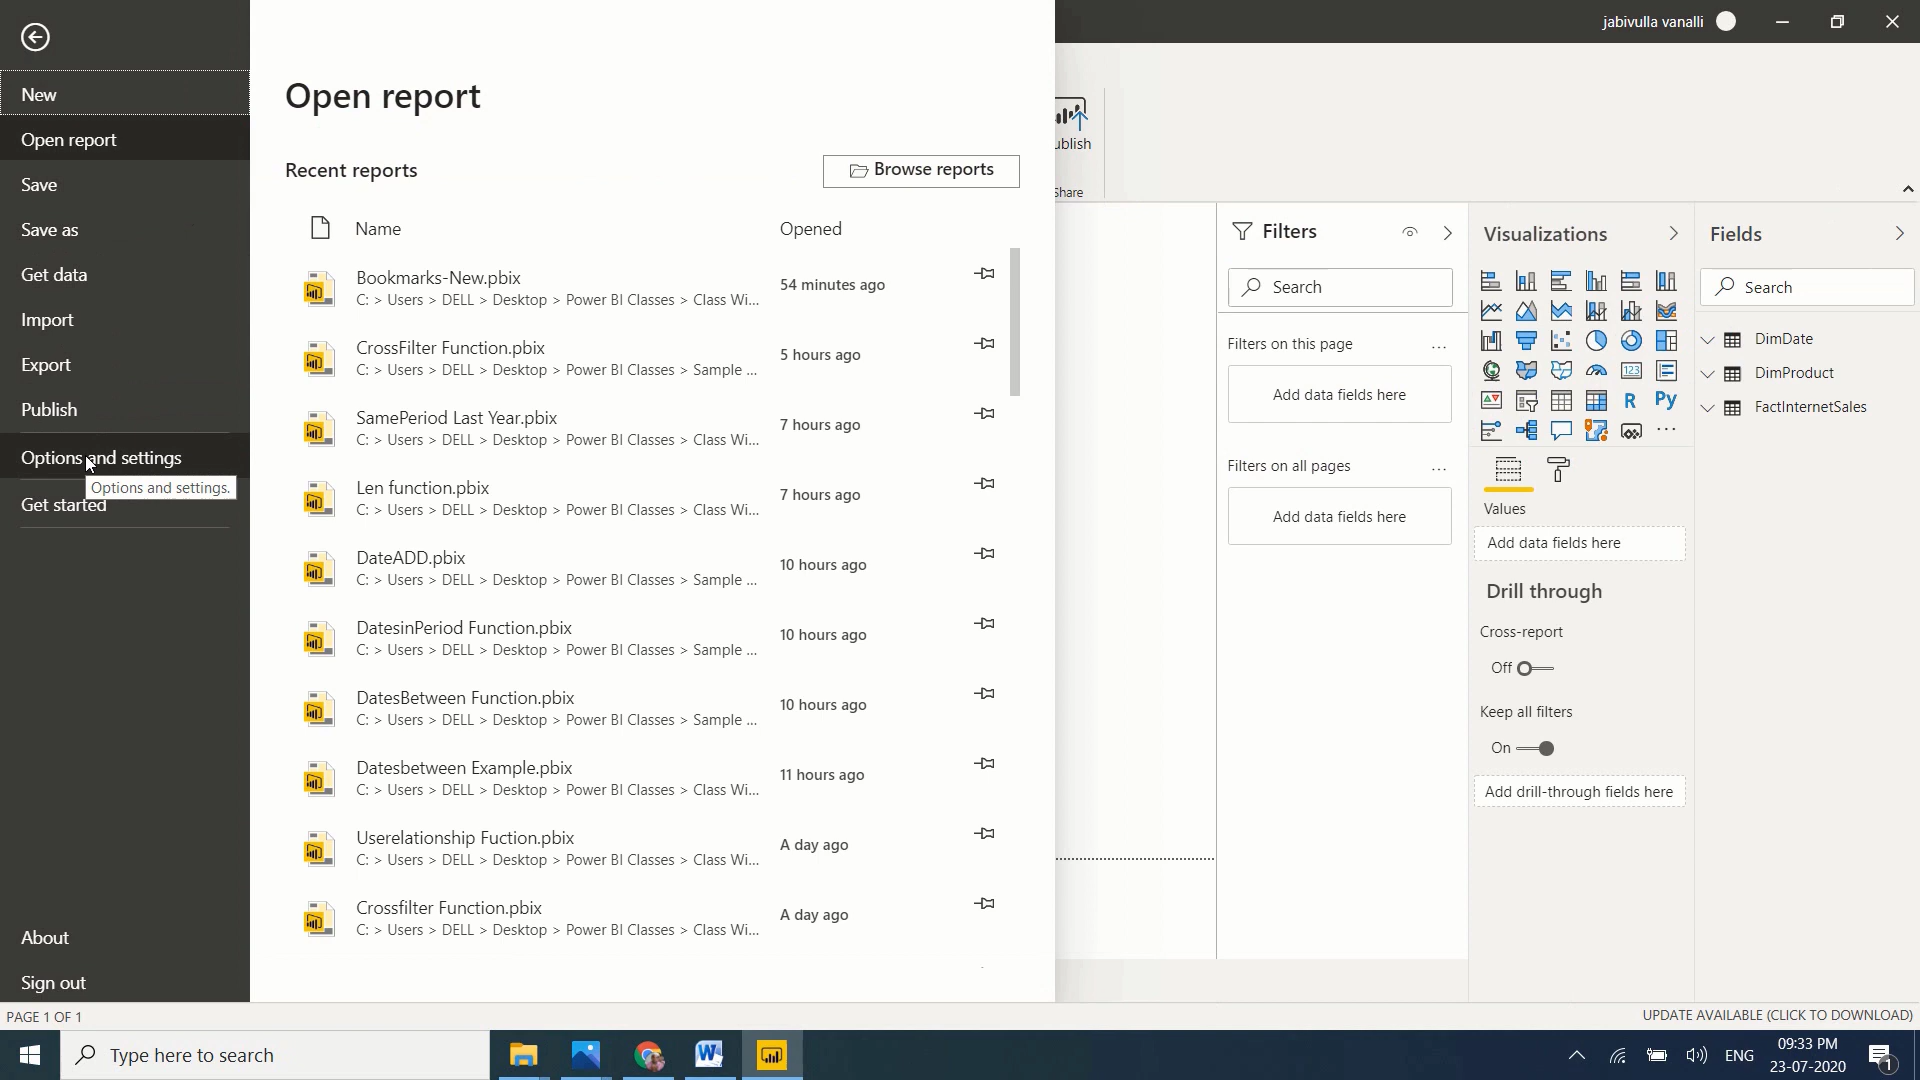 jabivulla vanalli
New
Open report
Save
Save as
Get data
Import
Export
Publish
Options and settings
Options and settings.
Get started
About
Sign out
Open report
Recent reports
Browse reports
Name
Opened
Bookmarks-New.pbix
C: > Users > DELL > Desktop > Power BI Classes > Class Wi...
54 minutes ago
CrossFilter Function.pbix
C: > Users > DELL > Desktop > Power BI Classes > Sample ...
5 hours ago
SamePeriod Last Year.pbix
C: > Users > DELL > Desktop > Power BI Classes > Class Wi...
7 hours ago
Len function.pbix
C: > Users > DELL > Desktop > Power BI Classes > Class Wi...
7 hours ago
DateADD.pbix
C: > Users > DELL > Desktop > Power BI Classes > Sample ...
10 hours ago
DatesinPeriod Function.pbix
C: > Users > DELL > Desktop > Power BI Classes > Sample ...
10 hours ago
DatesBetween Function.pbix
C: > Users > DELL > Desktop > Power BI Classes > Sample ...
10 hours ago
Datesbetween Example.pbix
C: > Users > DELL > Desktop > Power BI Classes > Class Wi...
11 hours ago
Userelationship Fuction.pbix
C: > Users > DELL > Desktop > Power BI Classes > Class Wi...
A day ago
Crossfilter Function.pbix
C: > Users > DELL > Desktop > Power BI Classes > Class Wi...
A day ago
ublish
Share
Filters
Search
Filters on this page
...
Add data fields here
Filters on all pages
...
Add data fields here
Visualizations
123
R
Py
...
Values
Add data fields here
Drill through
Cross-report
Off
Keep all filters
On
Add drill-through fields here
Fields
Search
DimDate
DimProduct
FactInternetSales
PAGE 1 OF 1
UPDATE AVAILABLE (CLICK TO DOWNLOAD)
Type here to search
W
ENG
09:33 PM
23-07-2020
1